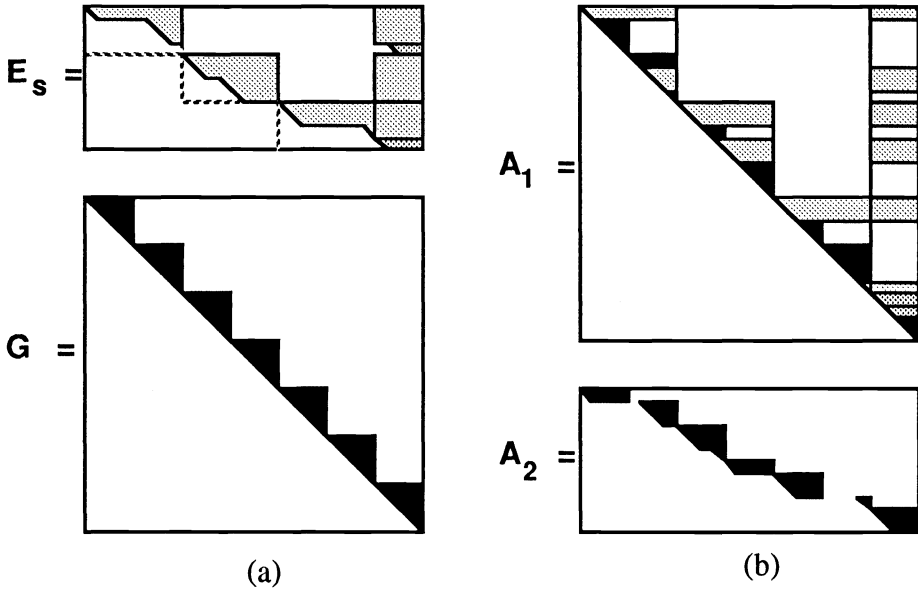 E_s =
G =
(a)
A_1 =
A_2 =
(b)